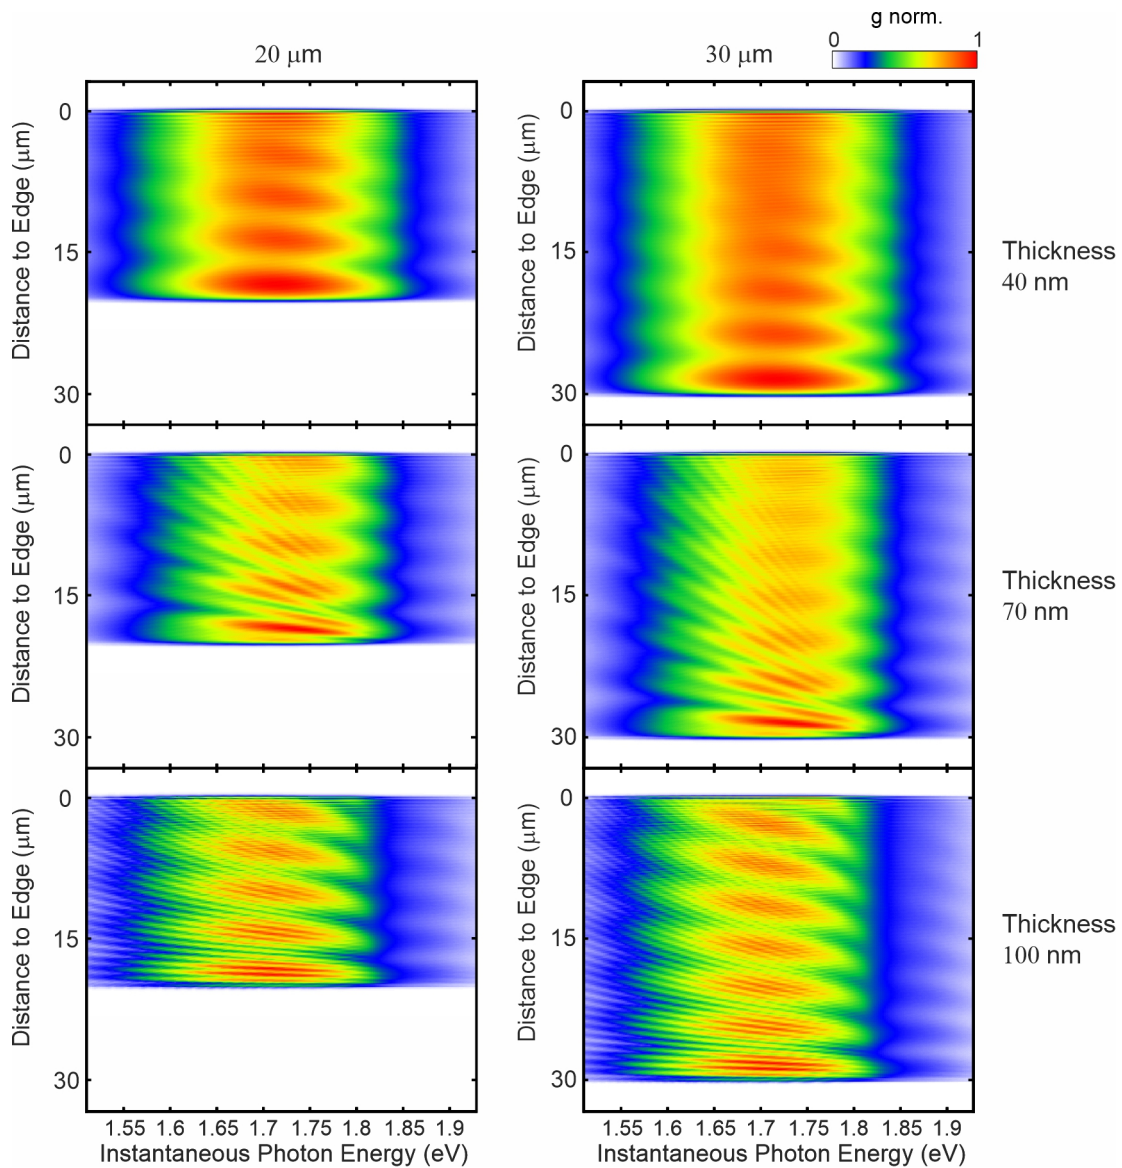 g norm.
0 1
20 μm 30 μm
0 0
15 15
30 30
Distance to Edge (μm) Distance to Edge (μm)
Thickness
40 nm
0 0
15 15
30 30
Distance to Edge (μm) Distance to Edge (μm)
Thickness
70 nm
0 0
15 15
30 30
Distance to Edge (μm) Distance to Edge (μm)
Thickness
100 nm
1.55 1.6 1.65 1.7 1.75 1.8 1.85 1.9 1.55 1.6 1.65 1.7 1.75 1.8 1.85 1.9
Instantaneous Photon Energy (eV) Instantaneous Photon Energy (eV)